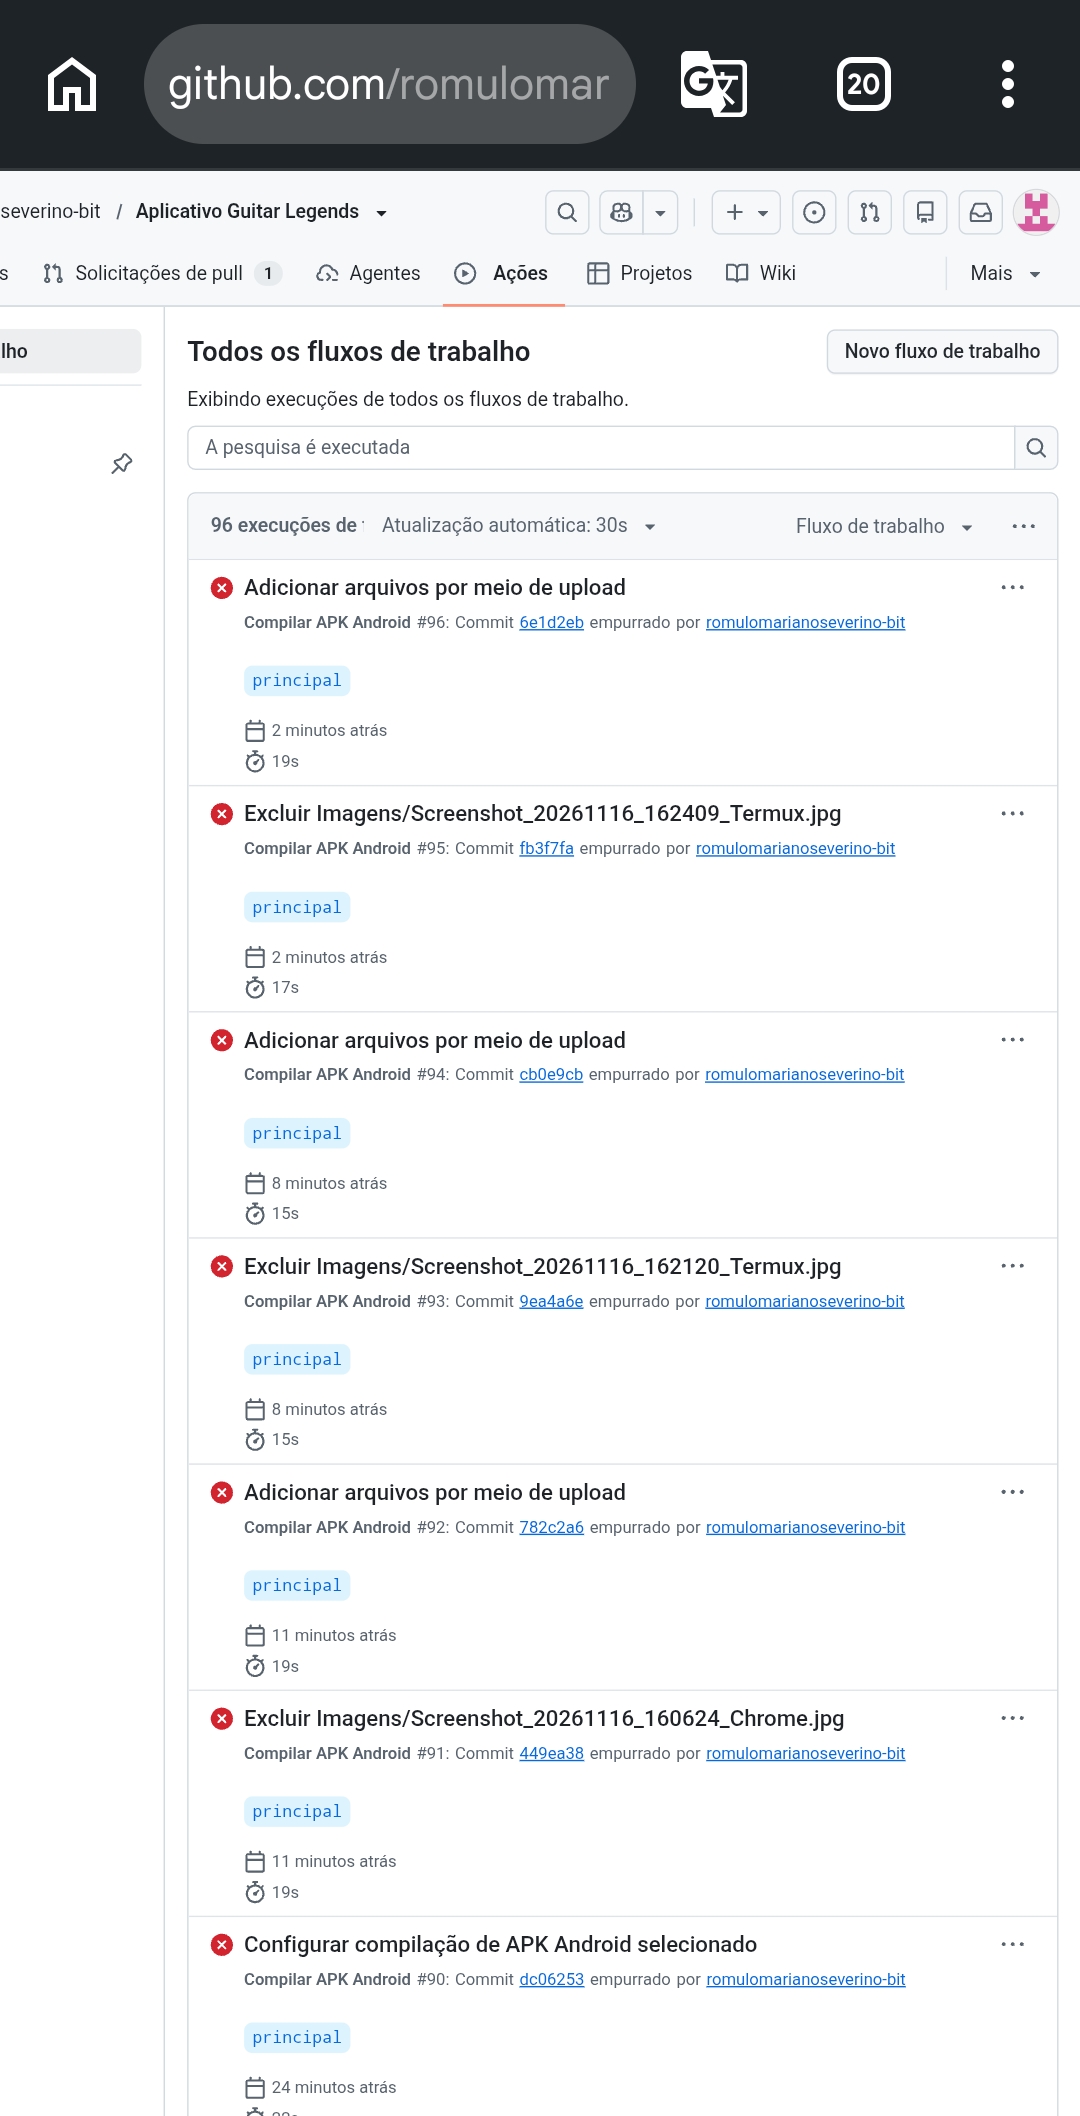 github.com/romulomar
20
severino-bit / Aplicativo Guitar Legends
s Solicitações de pull 1 Agentes Ações Projetos Wiki Mais
lho
Todos os fluxos de trabalho
Novo fluxo de trabalho
Exibindo execuções de todos os fluxos de trabalho.
A pesquisa é executada
96 execuções de Atualização automática: 30s Fluxo de trabalho
Adicionar arquivos por meio de upload
Compilar APK Android #96: Commit 6e1d2eb empurrado por romulomarianoseverino-bit
principal
2 minutos atrás
19s
Excluir Imagens/Screenshot_20261116_162409_Termux.jpg
Compilar APK Android #95: Commit fb3f7fa empurrado por romulomarianoseverino-bit
principal
2 minutos atrás
17s
Adicionar arquivos por meio de upload
Compilar APK Android #94: Commit cb0e9cb empurrado por romulomarianoseverino-bit
principal
8 minutos atrás
15s
Excluir Imagens/Screenshot_20261116_162120_Termux.jpg
Compilar APK Android #93: Commit 9ea4a6e empurrado por romulomarianoseverino-bit
principal
8 minutos atrás
15s
Adicionar arquivos por meio de upload
Compilar APK Android #92: Commit 782c2a6 empurrado por romulomarianoseverino-bit
principal
11 minutos atrás
19s
Excluir Imagens/Screenshot_20261116_160624_Chrome.jpg
Compilar APK Android #91: Commit 449ea38 empurrado por romulomarianoseverino-bit
principal
11 minutos atrás
19s
Configurar compilação de APK Android selecionado
Compilar APK Android #90: Commit dc06253 empurrado por romulomarianoseverino-bit
principal
24 minutos atrás